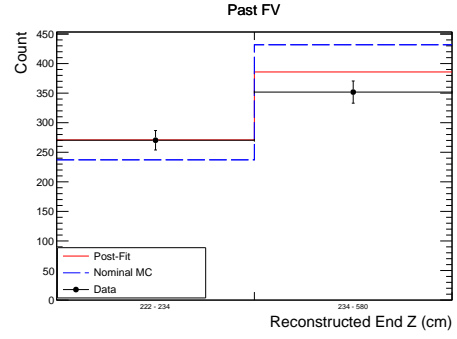 Past FV
Count
450
400
350
300
250
200
150
100
50
0
Post-Fit
Nominal MC
Data
222 - 234
234 - 580
Reconstructed End Z (cm)